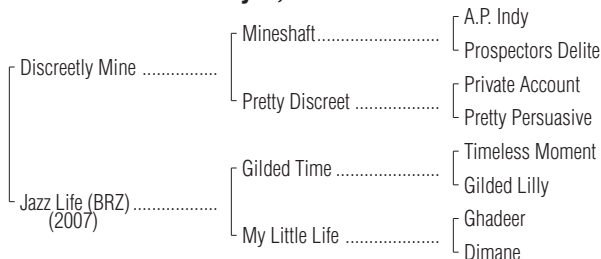 A.P. Indy
Mineshaft..................
Prospectors Delite
Discreetly Mine ................
Private Account
Pretty Discreet ..................
Pretty Persuasive
Timeless Moment
Gilded Time ................
Gilded Lilly
Jazz Life (BRZ) ................
(2007)
Ghadeer
My Little Life ..................
Dimane